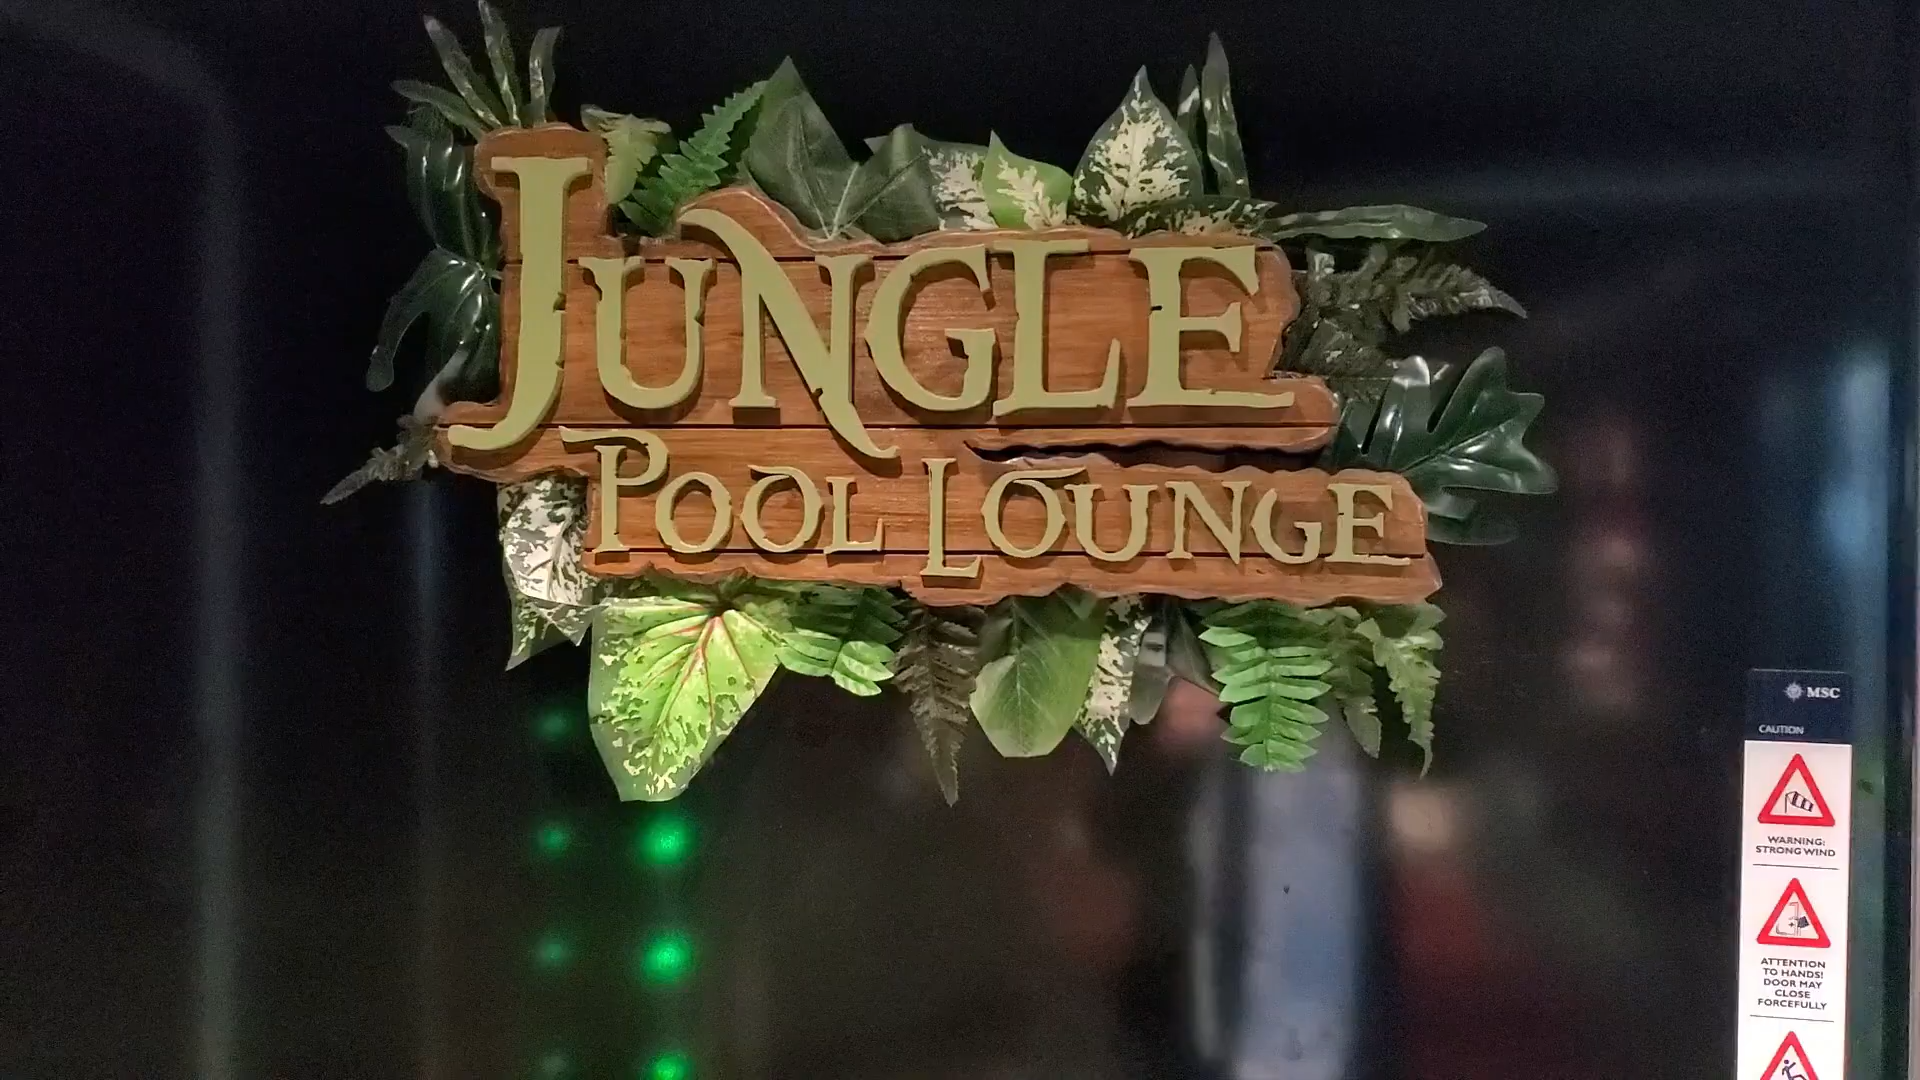 JUNGLE
POOL LOUNGE
MSC
CAUTION
WARNING:
STRONG WIND
ATTENTION
TO HANDS!
DOOR MAY
CLOSE
FORCEFULLY